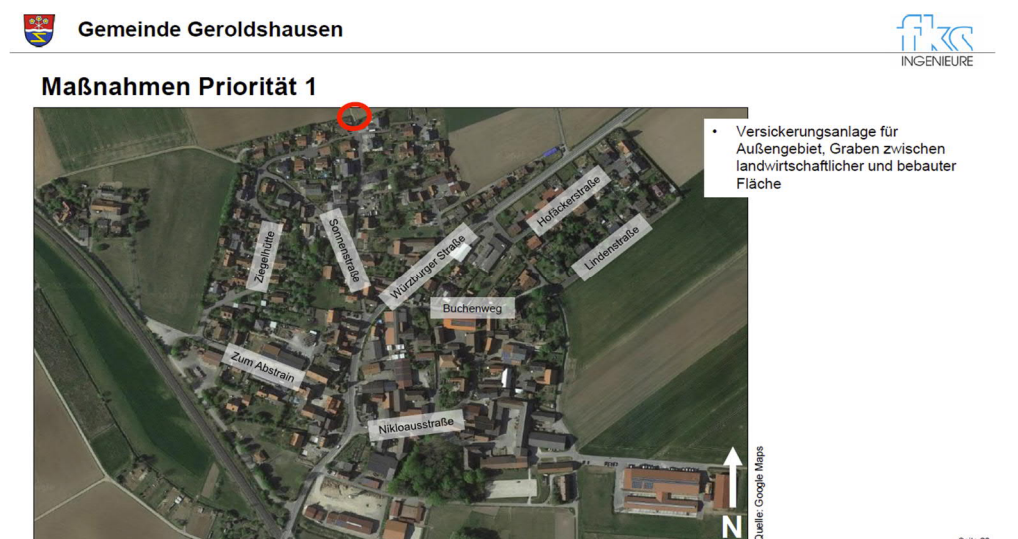 Gemeinde Geroldshausen
fks
INGENIEURE
Maßnahmen Priorität 1
• Versickerungsanlage für
Außengebiet, Graben zwischen
landwirtschaftlicher und bebauter
Fläche
Hofäckerstraße
Sonnenstraße
Ziegelhütte
Lindenstraße
Würzburger Straße
Buchenweg
Zum Abstrain
Nikloausstraße
N
Quelle: Google Maps